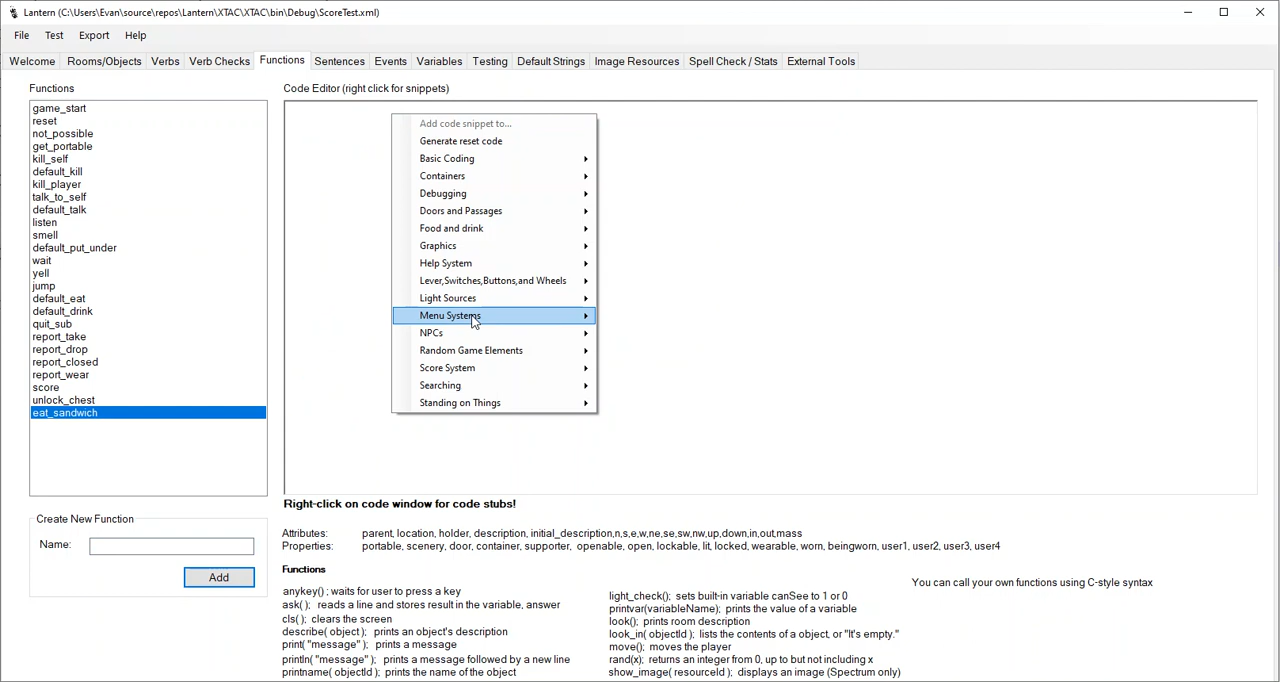 Lantern (C:\Users\Evan\source\repos\Lantern\XTAC\XTAC\bin\Debug\ScoreTest.xml)
File Test Export Help
Welcome Rooms/Objects Verbs Verb Checks Functions Sentences Events Variables Testing Default Strings Image Resources Spell Check / Stats External Tools
Functions
game_start
reset
not_possible
get_portable
kill_self
default_kill
kill_player
talk_to_self
default_talk
listen
smell
default_put_under
wait
yell
jump
default_eat
default_drink
quit_sub
report_take
report_drop
report_closed
report_wear
score
unlock_chest
eat_sandwich
Create New Function
Name:
Add
Code Editor (right click for snippets)
Add code snippet to...
Generate reset code
Basic Coding
Containers
Debugging
Doors and Passages
Food and drink
Graphics
Help System
Lever,Switches,Buttons,and Wheels
Light Sources
Menu Systems
NPCs
Random Game Elements
Score System
Searching
Standing on Things
Right-click on code window for code stubs!
Attributes: parent, location, holder, description, initial_description,n,s,e,w,ne,se,sw,nw,up,down,in,out,mass
Properties: portable, scenery, door, container, supporter, openable, open, lockable, lit, locked, wearable, worn, beingworn, user1, user2, user3, user4
Functions
anykey() ; waits for user to press a key
ask( ); reads a line and stores result in the variable, answer
cls( ); clears the screen
describe( object ); prints an object's description
print( "message" ); prints a message
println( "message" ); prints a message followed by a new line
printname( objectId ); prints the name of the object
light_check(); sets built-in variable canSee to 1 or 0
printvar(variableName); prints the value of a variable
look(); prints room description
look_in( objectId ); lists the contents of a object, or "It's empty."
move(); moves the player
rand(x); returns an integer from 0, up to but not including x
show_image( resourceId ); displays an image (Spectrum only)
You can call your own functions using C-style syntax